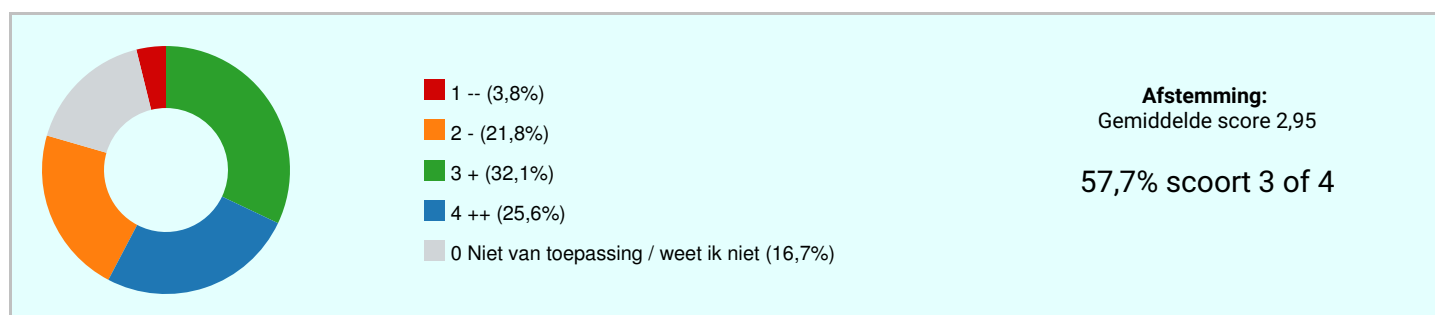 1 -- (3,8%)
2 - (21,8%)
3 + (32,1%)
4 ++ (25,6%)
0 Niet van toepassing / weet ik niet (16,7%)
Afstemming:
Gemiddelde score 2,95
57,7% scoort 3 of 4